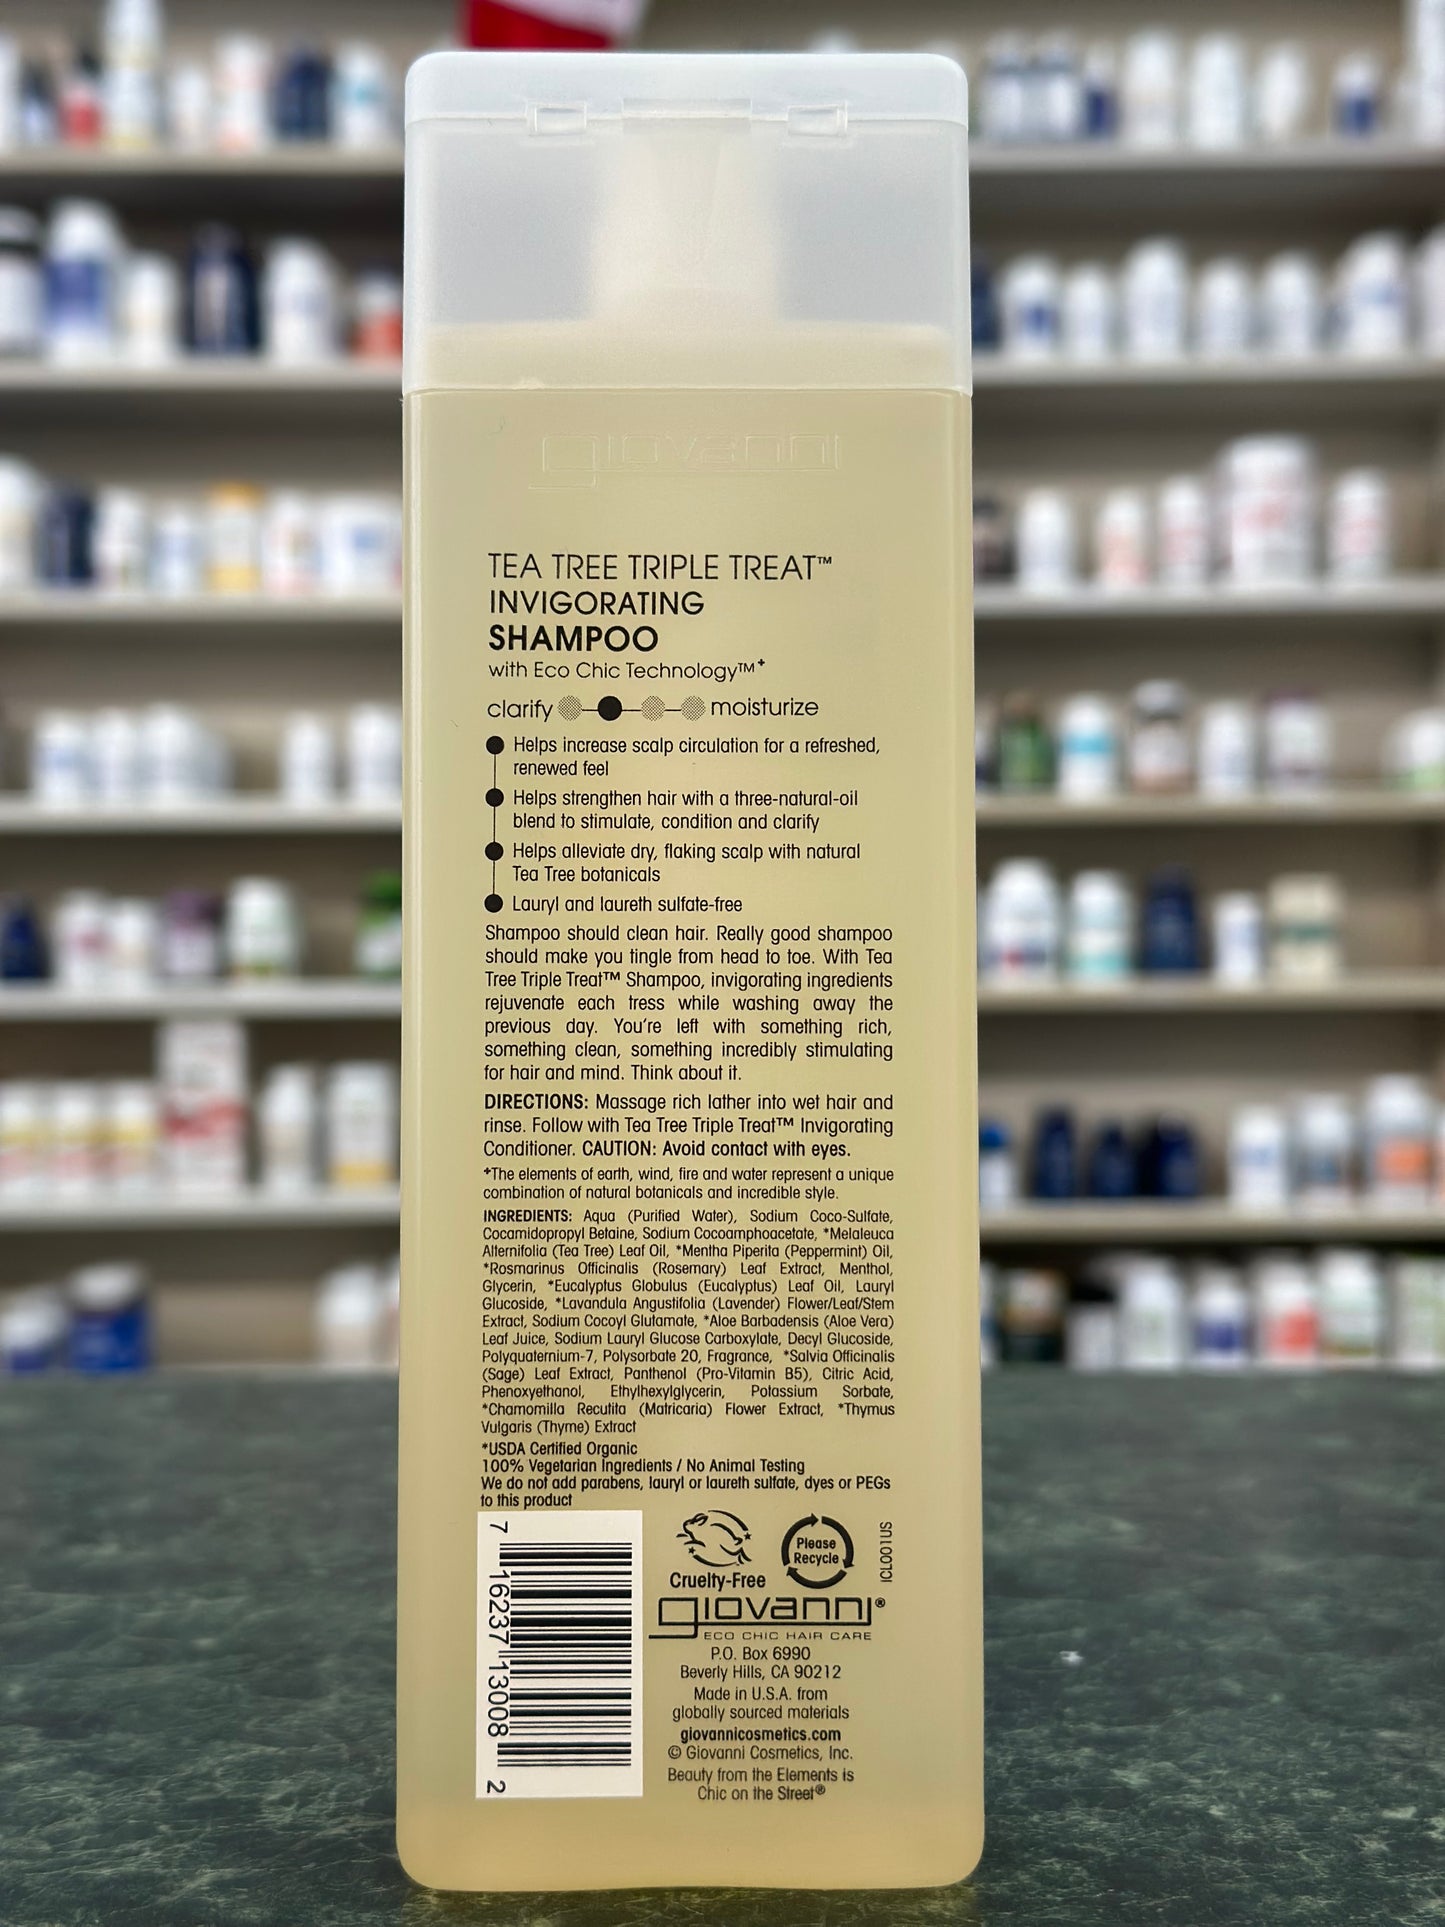 giovanni
TEA TREE TRIPLE TREAT™
INVIGORATING
SHAMPOO
with Eco Chic Technology™+
clarify moisturize
Helps increase scalp circulation for a refreshed,
renewed feel
Helps strengthen hair with a three-natural-oil
blend to stimulate, condition and clarify
Helps alleviate dry, flaking scalp with natural
Tea Tree botanicals
Lauryl and laureth sulfate-free
Shampoo should clean hair. Really good shampoo
should make you tingle from head to toe. With Tea
Tree Triple Treat™ Shampoo, invigorating ingredients
rejuvenate each tress while washing away the
previous day. You're left with something rich,
something clean, something incredibly stimulating
for hair and mind. Think about it.
DIRECTIONS: Massage rich lather into wet hair and
rinse. Follow with Tea Tree Triple Treat™ Invigorating
Conditioner. CAUTION: Avoid contact with eyes.
+The elements of earth, wind, fire and water represent a unique
combination of natural botanicals and incredible style.
INGREDIENTS: Aqua (Purified Water), Sodium Coco-Sulfate,
Cocamidopropyl Betaine, Sodium Cocoamphoacetate, *Melaleuca
Alternifolia (Tea Tree) Leaf Oil, *Mentha Piperita (Peppermint) Oil,
*Rosmarinus Officinalis (Rosemary) Leaf Extract, Menthol,
Glycerin, *Eucalyptus Globulus (Eucalyptus) Leaf Oil, Lauryl
Glucoside, *Lavandula Angustifolia (Lavender) Flower/Leaf/Stem
Extract, Sodium Cocoyl Glutamate, *Aloe Barbadensis (Aloe Vera)
Leaf Juice, Sodium Lauryl Glucose Carboxylate, Decyl Glucoside,
Polyquaternium-7, Polysorbate 20, Fragrance, *Salvia Officinalis
(Sage) Leaf Extract, Panthenol (Pro-Vitamin B5), Citric Acid,
Phenoxyethanol, Ethylhexylglycerin, Potassium Sorbate,
*Chamomilla Recutita (Matricaria) Flower Extract, *Thymus
Vulgaris (Thyme) Extract
*USDA Certified Organic
100% Vegetarian Ingredients / No Animal Testing
We do not add parabens, lauryl or laureth sulfate, dyes or PEGs
to this product
7 16237 13008 2
Cruelty-Free
Please
Recycle
ICL001US
giovanni®
ECO CHIC HAIR CARE
P.O. Box 6990
Beverly Hills, CA 90212
Made in U.S.A. from
globally sourced materials
giovannicosmetics.com
© Giovanni Cosmetics, Inc.
Beauty from the Elements is
Chic on the Street®